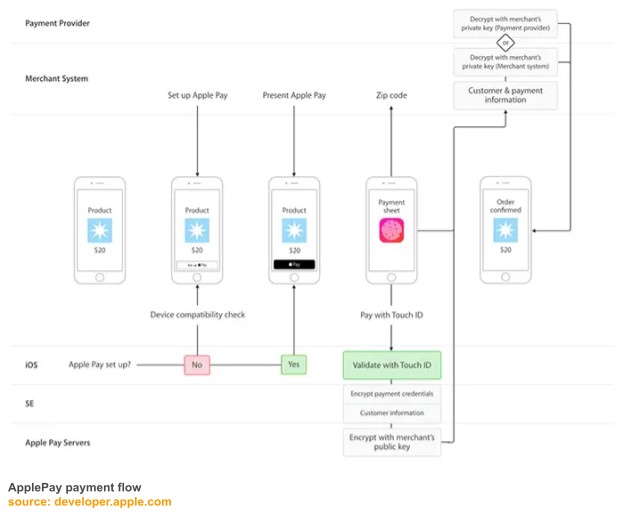 Payment Provider
Decrypt with merchant's
private key (Payment provider)
or
Decrypt with merchant's
private key (Merchant system)
Merchant System
Customer & payment
information
Set up Apple Pay
Present Apple Pay
Zip code
Product
$20
Product
$20
Set up Pay
Product
$20
Pay
Payment
sheet
Order
confirmed
$20
Device compatibility check
Pay with Touch ID
iOS
Apple Pay set up?
No
Yes
Validate with Touch ID
SE
Encrypt payment credentials
Customer information
Apple Pay Servers
Encrypt with merchant's
public key
ApplePay payment flow
source: developer.apple.com